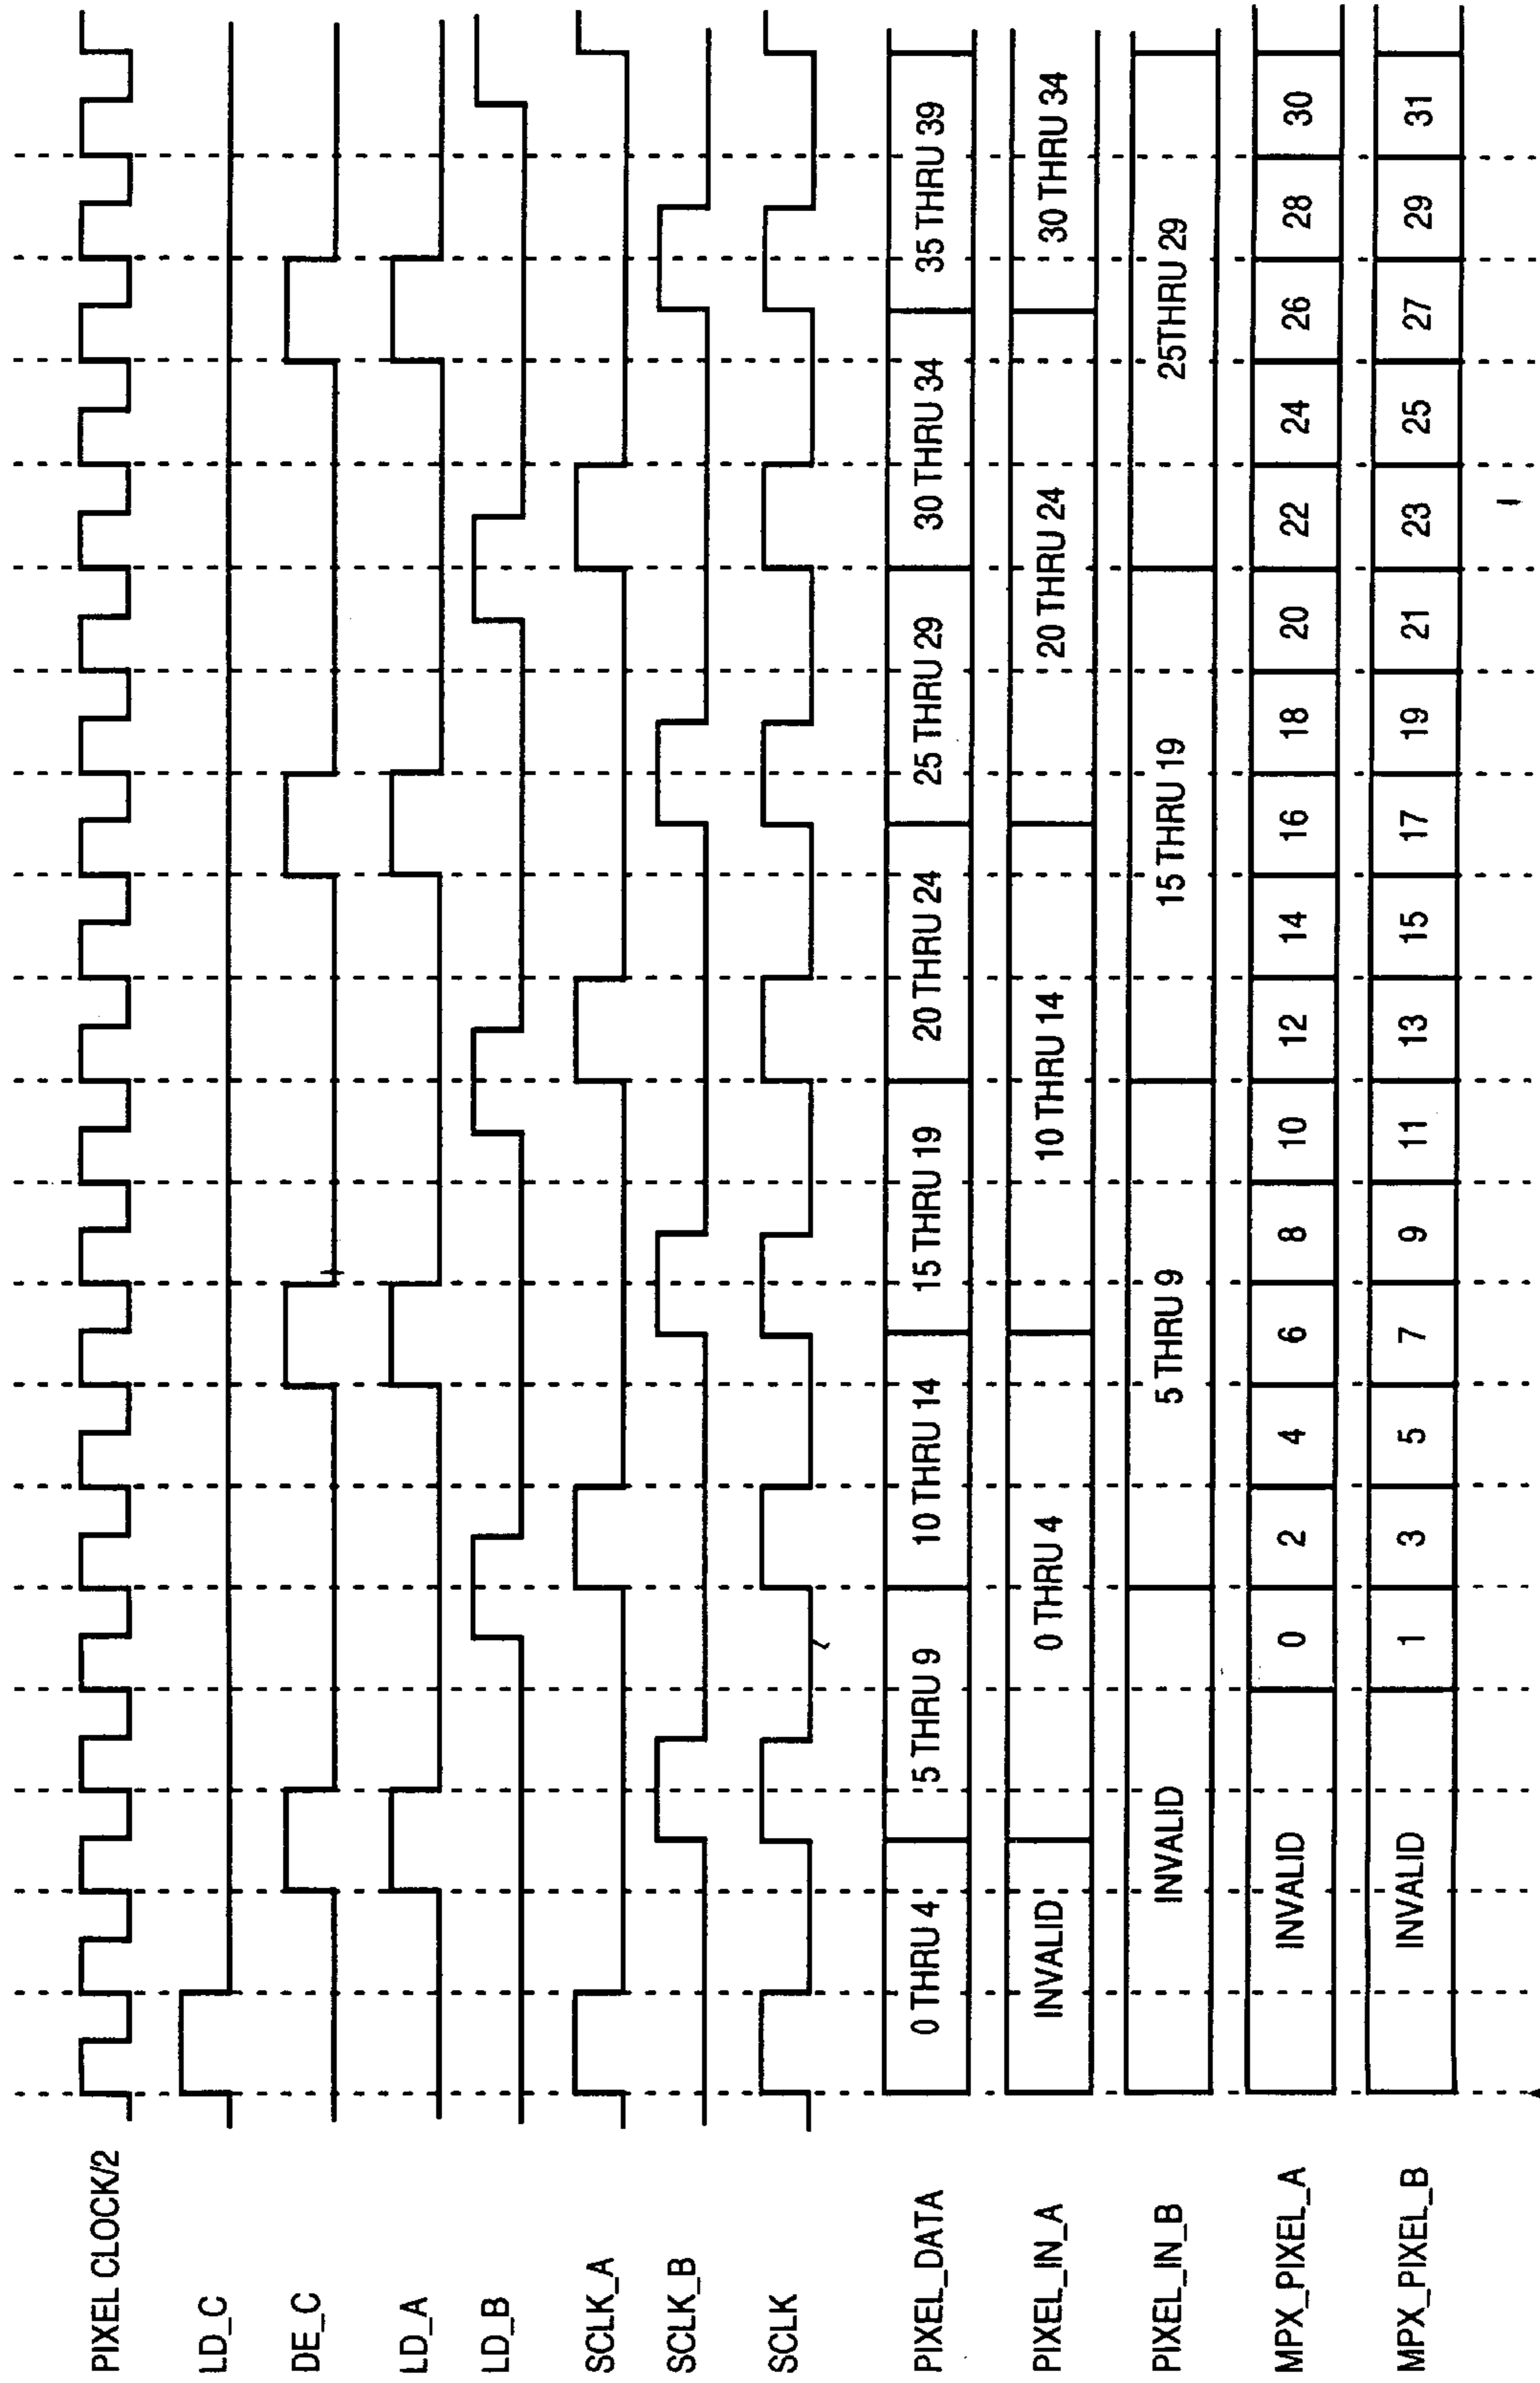 PIXEL CLOCK/2
LD_C
DE_C
LD_A
LD_B
SCLK_A
SCLK_B
SCLK
PIXEL_DATA 0 THRU 4 5 THRU 9 10 THRU 14 15 THRU 19 20 THRU 24 25 THRU 29 30 THRU 34 35 THRU 39
PIXEL_IN_A INVALID 0 THRU 4 10 THRU 14 20 THRU 24 30 THRU 34
PIXEL_IN_B INVALID 5 THRU 9 15 THRU 19 25THRU 29
MPX_PIXEL_A INVALID 0 2 4 6 8 10 12 14 16 18 20 22 24 26 28 30
MPX_PIXEL_B INVALID 1 3 5 7 9 11 13 15 17 19 21 23 25 27 29 31